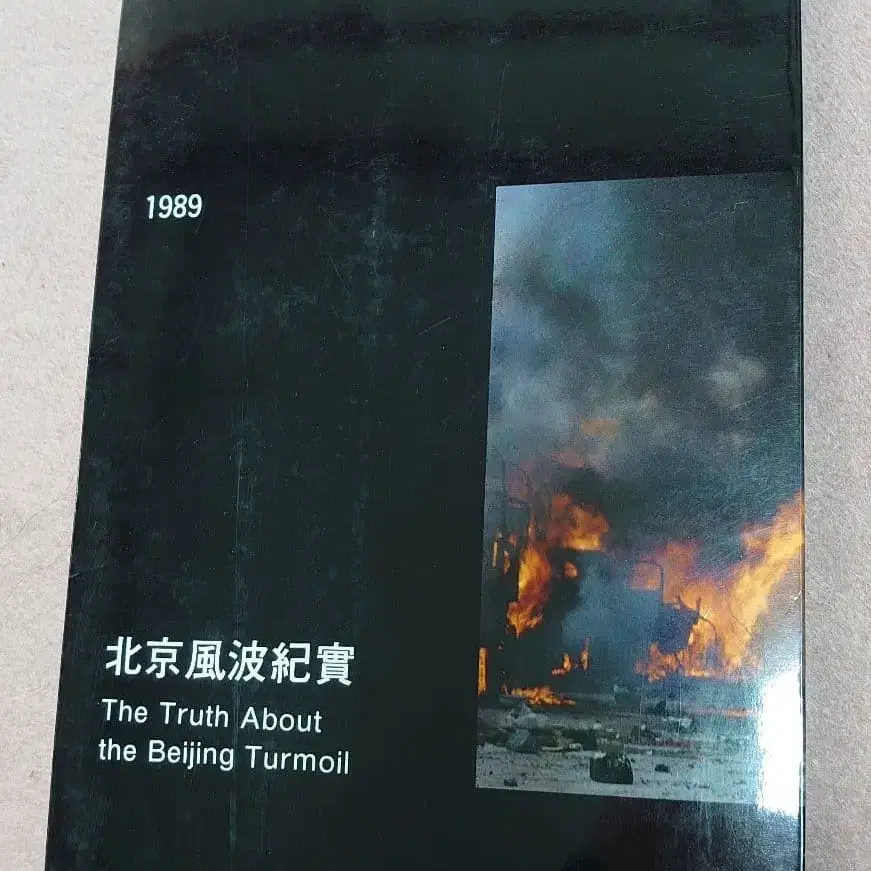 1989
北京風波紀實
The Truth About
the Beijing Turmoil